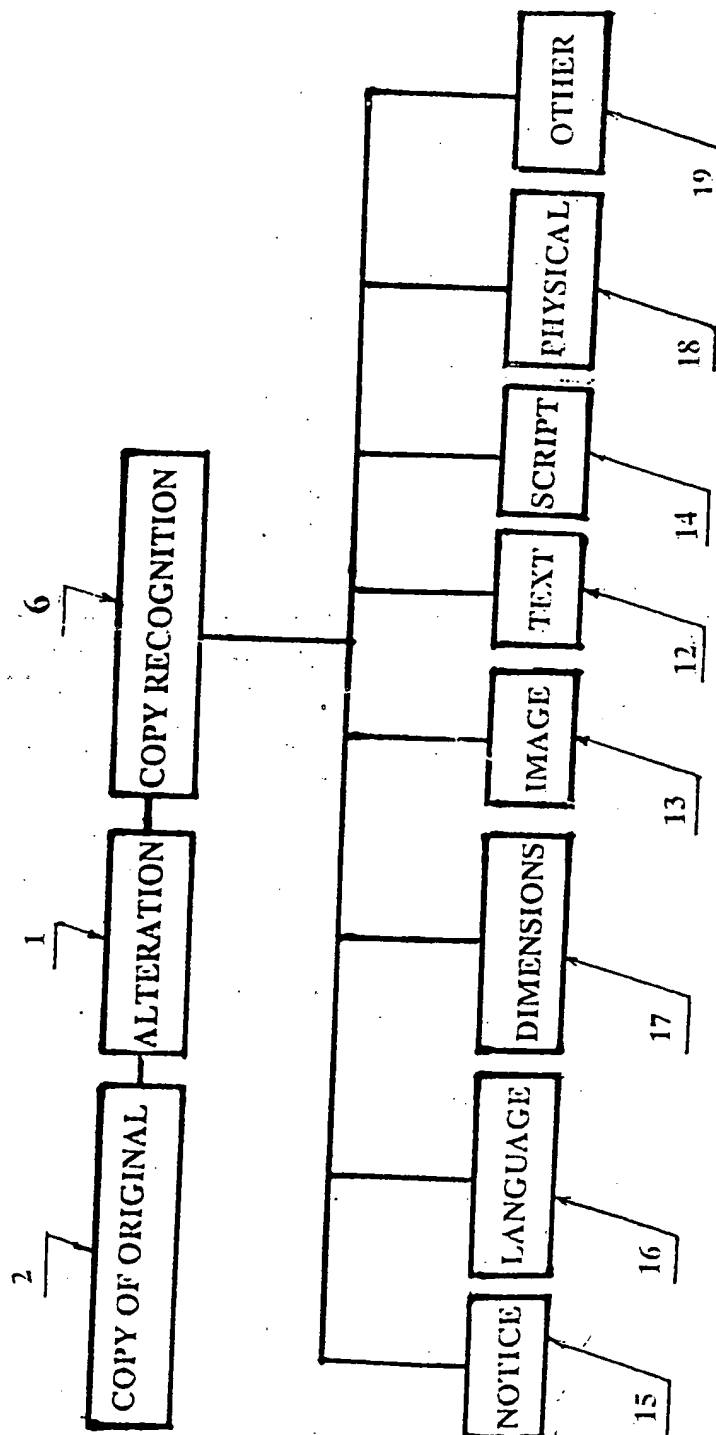 6
1
2
COPY OF ORIGINAL
ALTERATION
COPY RECOGNITION
NOTICE
LANGUAGE
DIMENSIONS
IMAGE
TEXT
SCRIPT
PHYSICAL
OTHER
15
16
17
13
12
14
18
19